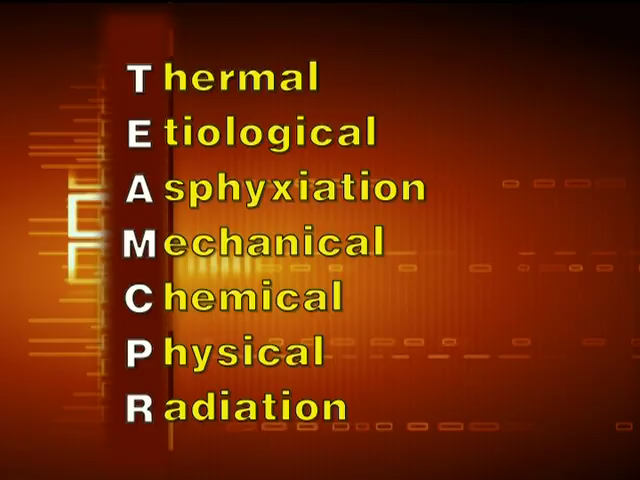 Thermal
Etiological
Asphyxiation
Mechanical
Chemical
Physical
Radiation